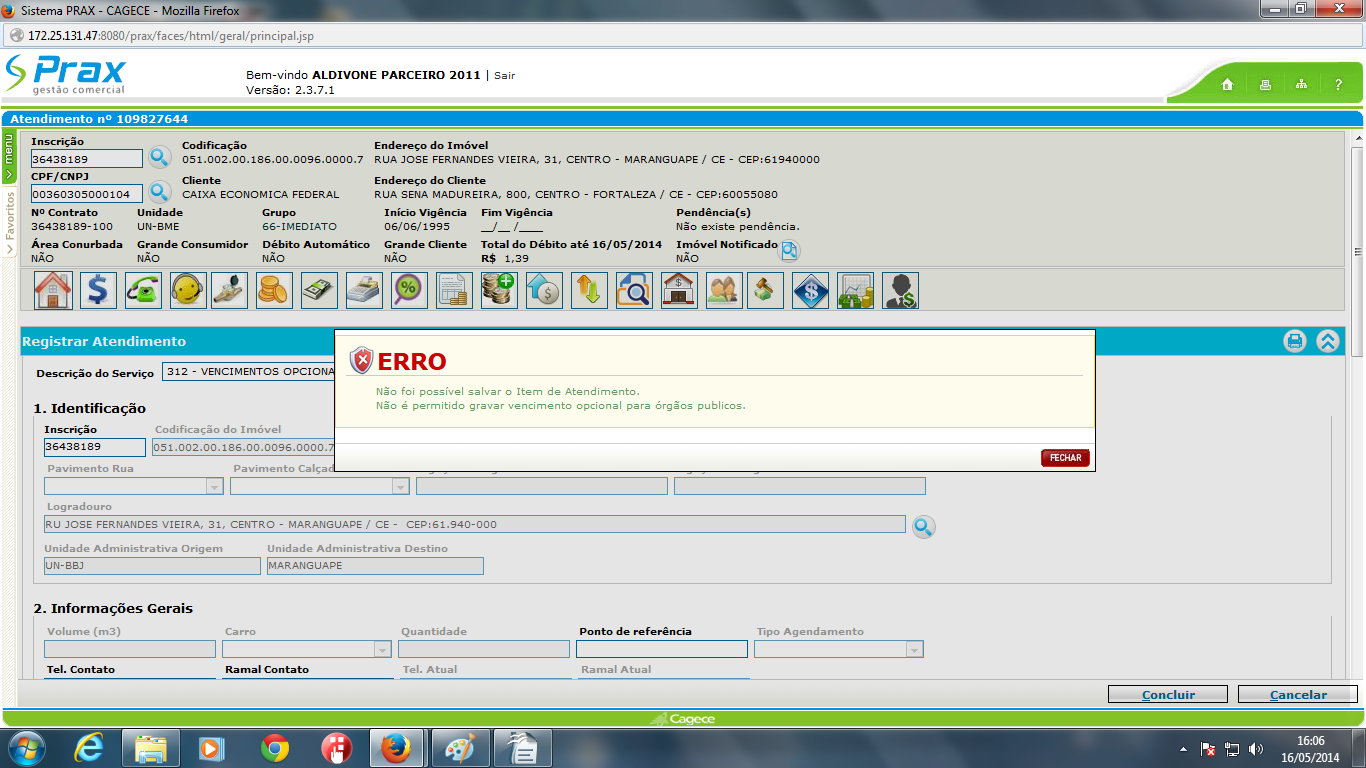 Sistema PRAX - CAGECE - Mozilla Firefox
172.25.131.47:8080/prax/faces/html/geral/principal.jsp
Prax
gestão comercial
Bem-vindo ALDIVONE PARCEIRO 2011 | Sair
Versão: 2.3.7.1
?
Atendimento nº 109827644
menu
Favoritos
Inscrição
36438189
Codificação
051.002.00.186.00.0096.0000.7
Endereço do Imóvel
RUA JOSE FERNANDES VIEIRA, 31, CENTRO - MARANGUAPE / CE - CEP:61940000
CPF/CNPJ
00360305000104
Cliente
CAIXA ECONOMICA FEDERAL
Endereço do Cliente
RUA SENA MADUREIRA, 800, CENTRO - FORTALEZA / CE - CEP:60055080
Nº Contrato Unidade Grupo Início Vigência Fim Vigência Pendência(s)
36438189-100 UN-BME 66-IMEDIATO 06/06/1995 __/__ /____ Não existe pendência.
Área Conurbada Grande Consumidor Débito Automático Grande Cliente Total do Débito até 16/05/2014 Imóvel Notificado
NÃO NÃO NÃO NÃO R$ 1,39 NÃO
Registrar Atendimento
Descrição do Serviço 312 - VENCIMENTOS OPCIONA
ERRO
Não foi possível salvar o Item de Atendimento.
Não é permitido gravar vencimento opcional para órgãos publicos.
FECHAR
1. Identificação
Inscrição Codificação do Imóvel
36438189 051.002.00.186.00.0096.0000.7
Pavimento Rua Pavimento Calçad
Logradouro
RU JOSE FERNANDES VIEIRA, 31, CENTRO - MARANGUAPE / CE - CEP:61.940-000
Unidade Administrativa Origem Unidade Administrativa Destino
UN-BBJ MARANGUAPE
2. Informações Gerais
Volume (m3) Carro Quantidade Ponto de referência Tipo Agendamento
Tel. Contato Ramal Contato Tel. Atual Ramal Atual
Concluir Cancelar
Cagece
16:06
16/05/2014